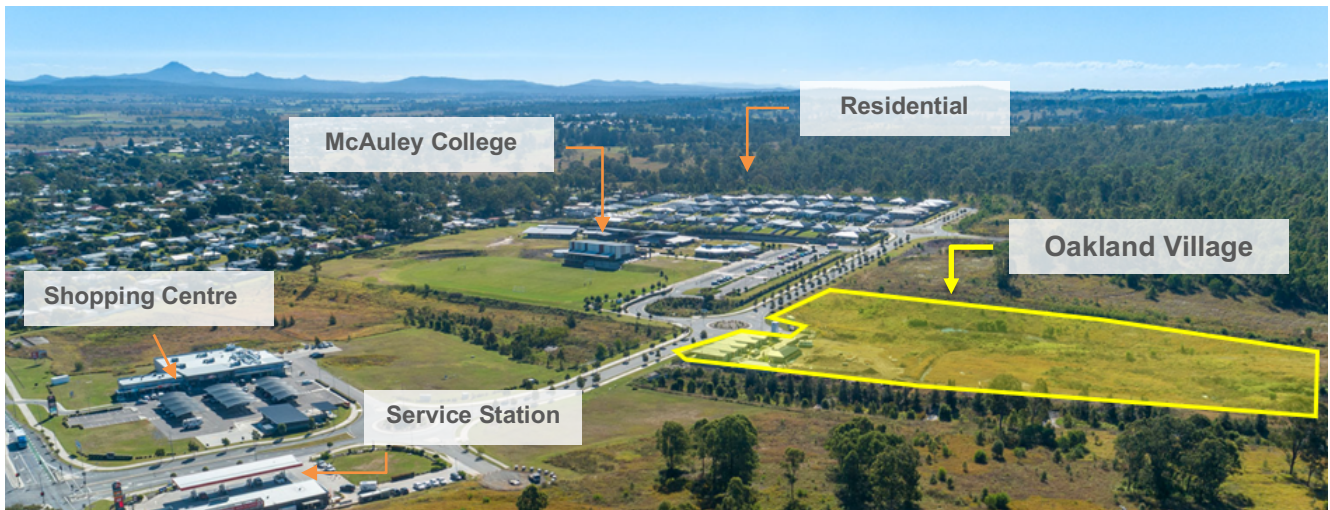 Residential
McAuley College
Oakland Village
Shopping Centre
Service Station